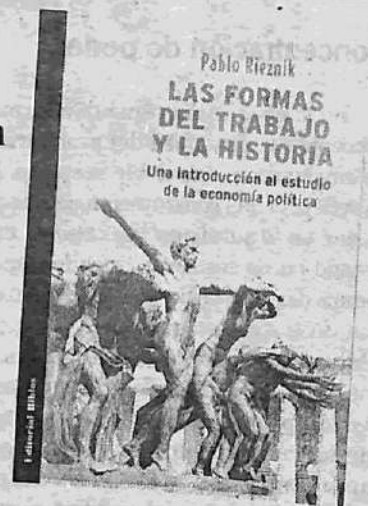 Pablo Rieznik
LAS FORMAS
DEL TRABAJO
Y LA HISTORIA
Una introducción al estudio
de la economía política
Editorial Biblos